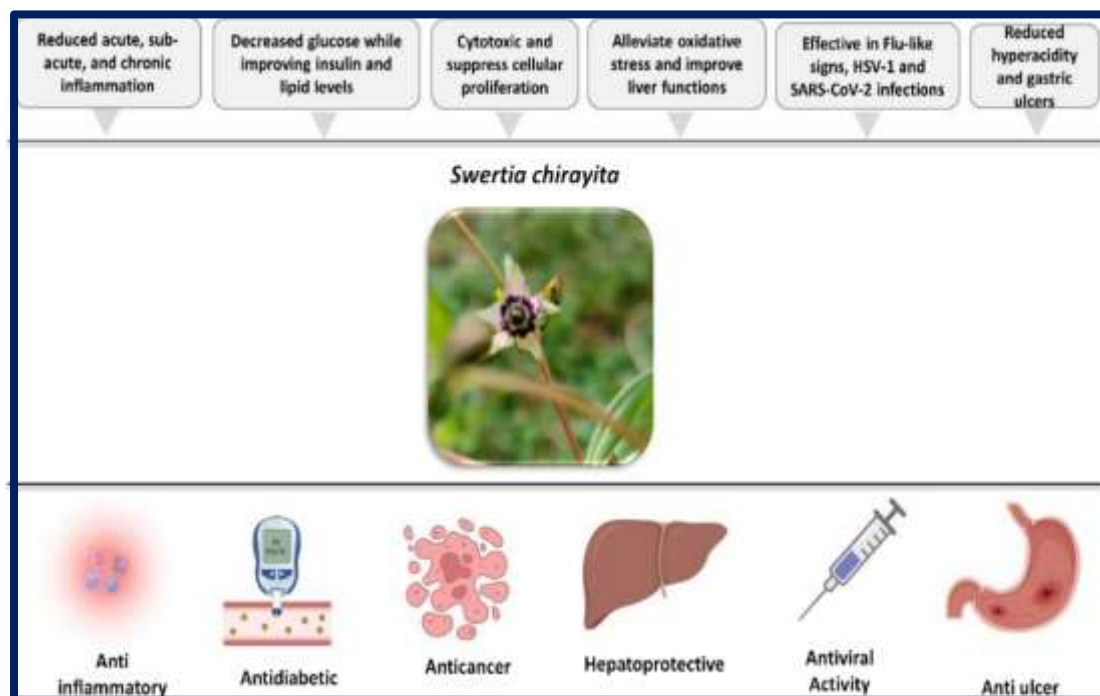 Reduced acute, sub-
acute, and chronic
inflammation
Decreased glucose while
improving insulin and
lipid levels
Cytotoxic and
suppress cellular
proliferation
Alleviate oxidative
stress and improve
liver functions
Effective in Flu-like
signs, HSV-1 and
SARS-CoV-2 infections
Reduced
hyperacidity
and gastric
ulcers
Swertia chirayita
Anti
inflammatory
Antidiabetic
Anticancer
Hepatoprotective
Antiviral
Activity
Anti ulcer